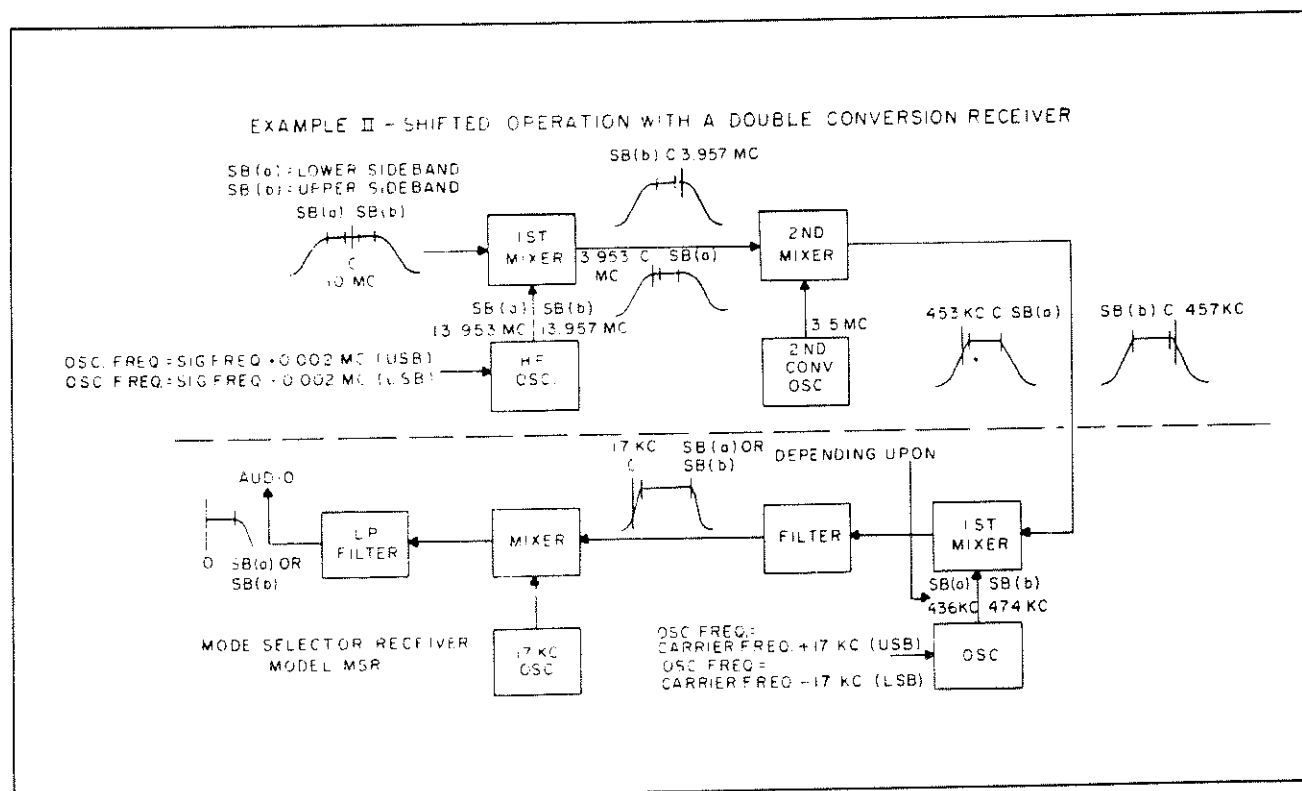 EXAMPLE II - SHIFTED OPERATION WITH A DOUBLE CONVERSION RECEIVER
SB(a)=LOWER SIDEBAND
SB(b)=UPPER SIDEBAND
SB(a) SB(b)
C
10 MC
1ST
MIXER
SB(b) C 3.957 MC
3.953 C SB(a)
MC
2ND
MIXER
SB(a) SB(b)
13.953 MC 13.957 MC
OSC. FREQ.=SIG FREQ +0.002 MC (USB)
OSC FREQ.=SIG FREQ -0.002 MC (USB)
HF
OSC.
3.5 MC
2ND
CONV
OSC
453 KC C SB(a)
SB(b) C 457KC
AUDIO
0 SB(a) OR
SB(b)
LP
FILTER
MIXER
17 KC
OSC
17 KC SB(a) OR
C SB(b)
FILTER
DEPENDING UPON
1ST
MIXER
SB(a) SB(b)
436KC 474 KC
OSC FREQ.=
CARRIER FREQ. +17 KC (USB)
OSC FREQ =
CARRIER FREQ -17 KC (LSB)
OSC
MODE SELECTOR RECEIVER
MODEL MSR